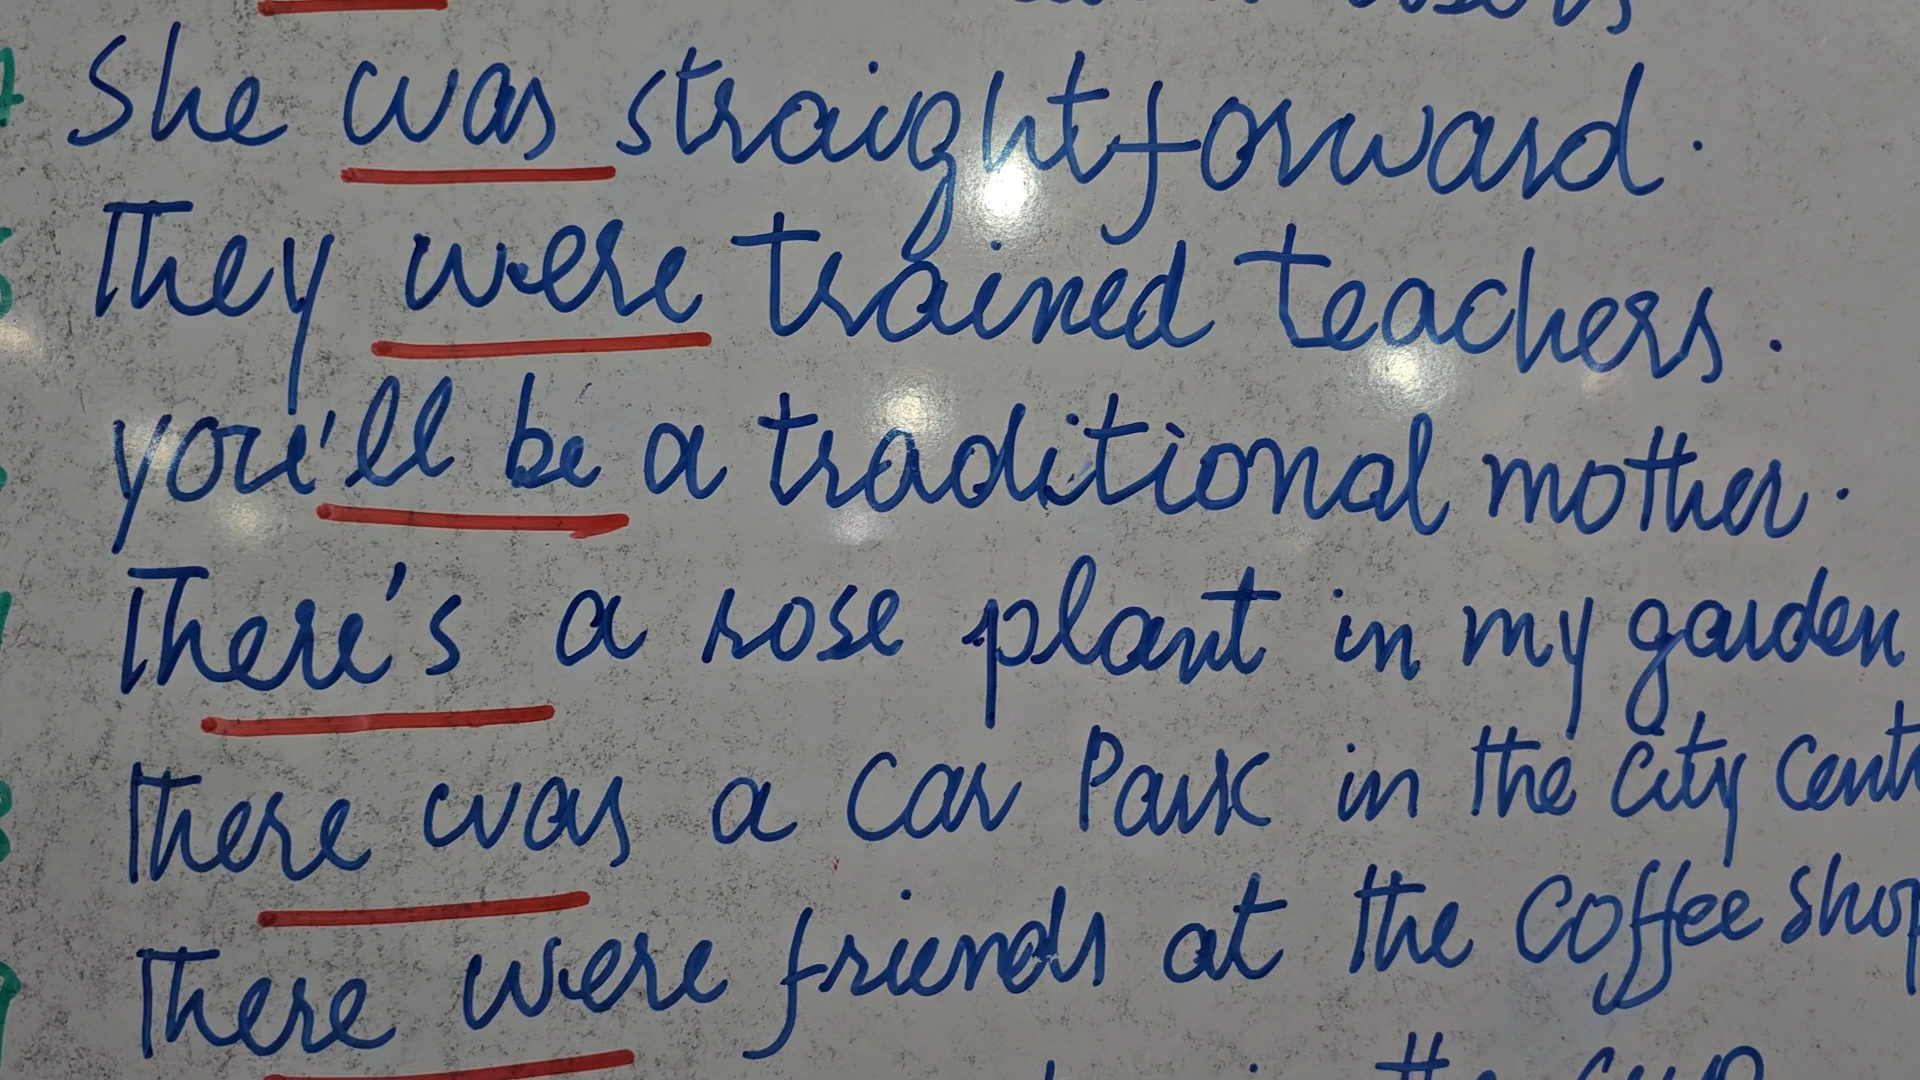 She was straightforward.
They were trained teachers.
you'll be a traditional mother.
There's a rose plant in my garden
There was a Car Park in the City
There were friends at the Coffee
the